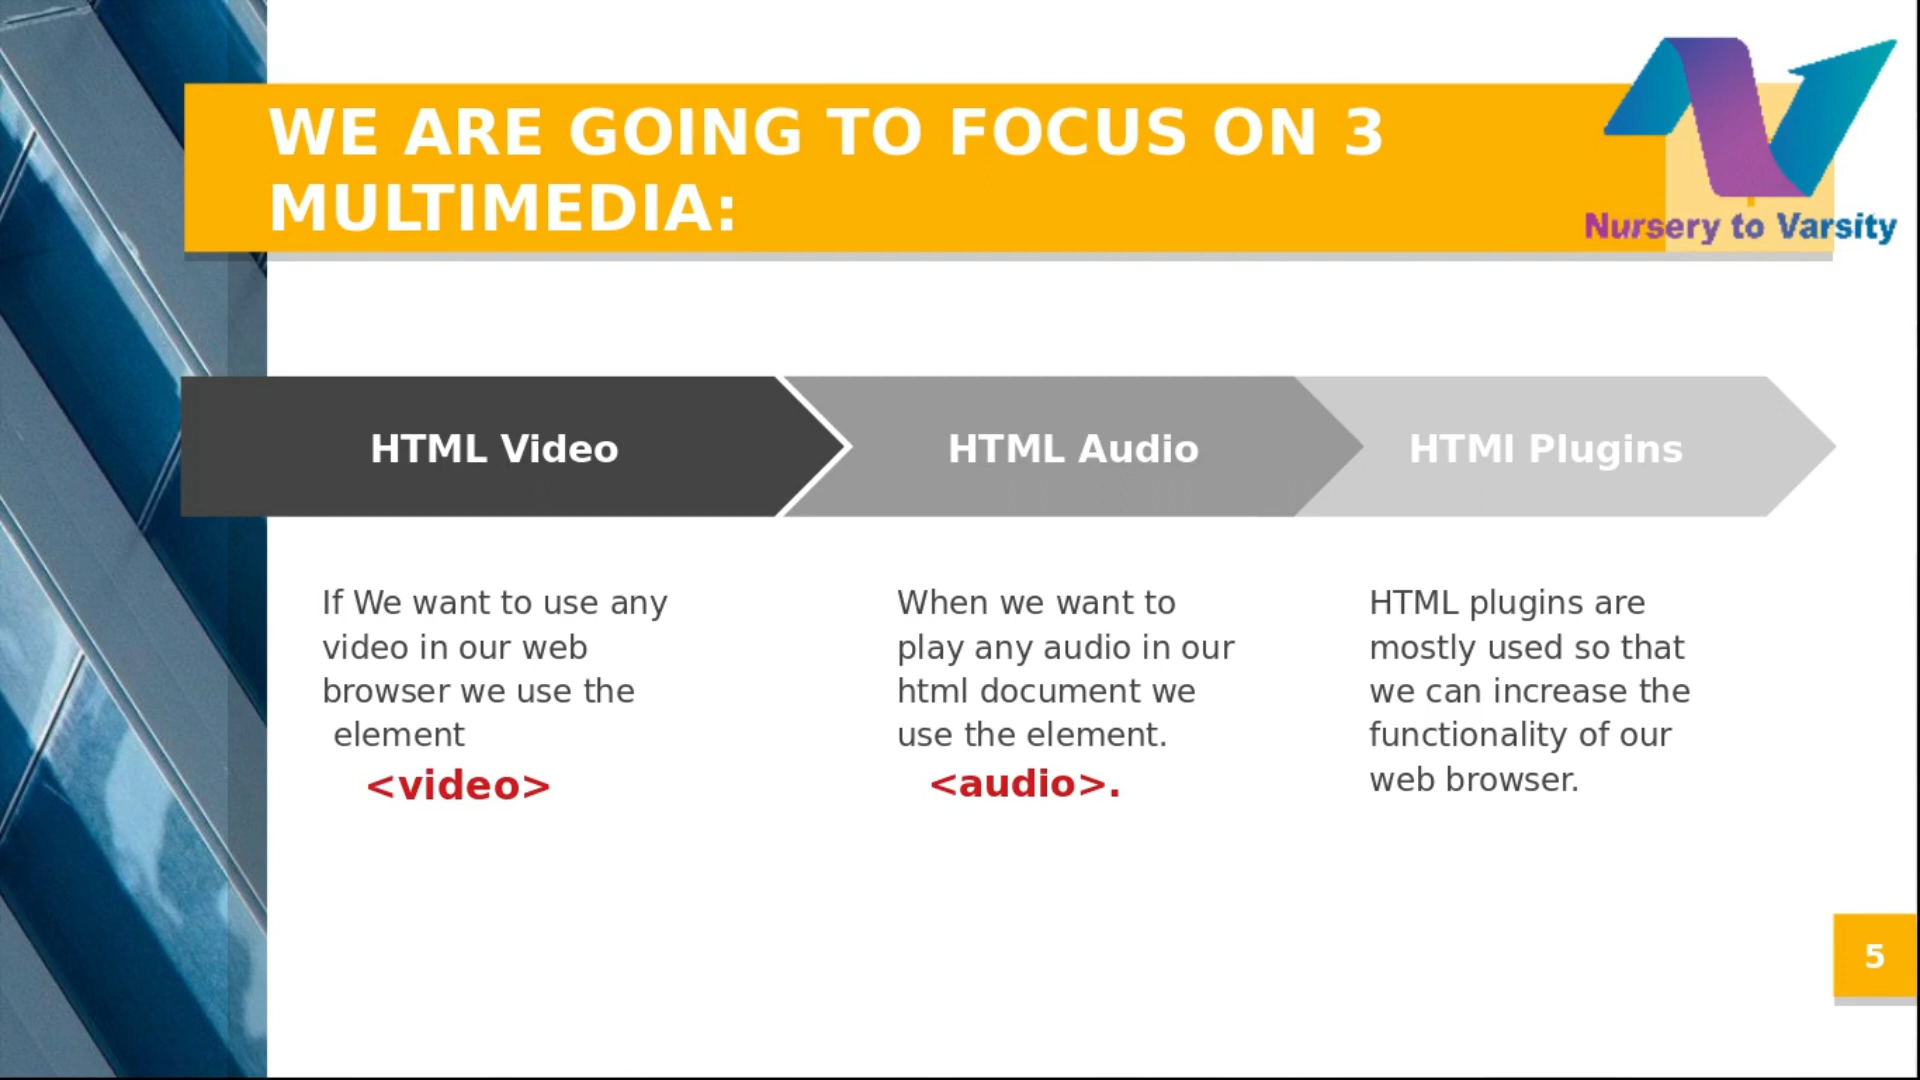 WE ARE GOING TO FOCUS ON 3
MULTIMEDIA:
Nursery to Varsity
HTML Video
HTML Audio
HTMl Plugins
If We want to use any
video in our web
browser we use the
element
<video>
When we want to
play any audio in our
html document we
use the element.
<audio>.
HTML plugins are
mostly used so that
we can increase the
functionality of our
web browser.
5